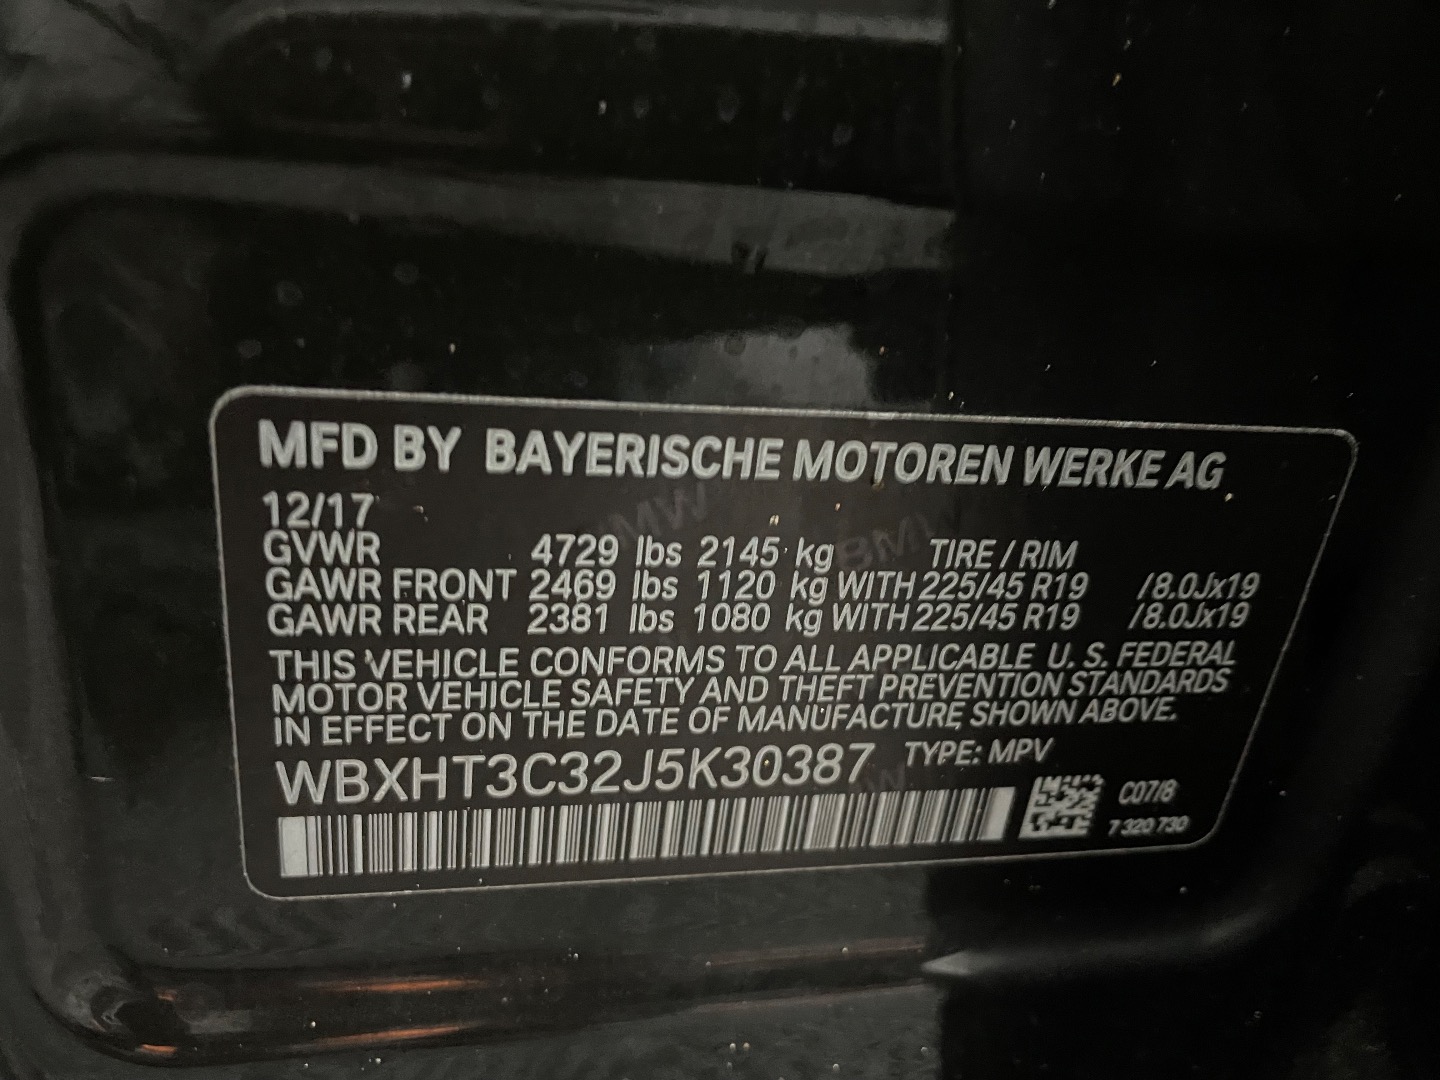 MFD BY BAYERISCHE MOTOREN WERKE AG
12/17
GVWR 4729 lbs 2145 kg TIRE / RIM
GAWR FRONT 2469 lbs 1120 kg WITH 225/45 R19 /8.0Jx19
GAWR REAR 2381 lbs 1080 kg WITH 225/45 R19 /8.0Jx19
THIS VEHICLE CONFORMS TO ALL APPLICABLE U. S. FEDERAL
MOTOR VEHICLE SAFETY AND THEFT PREVENTION STANDARDS
IN EFFECT ON THE DATE OF MANUFACTURE, SHOWN ABOVE.
WBXHT3C32J5K30387 TYPE: MPV
C07/8
7 320 730